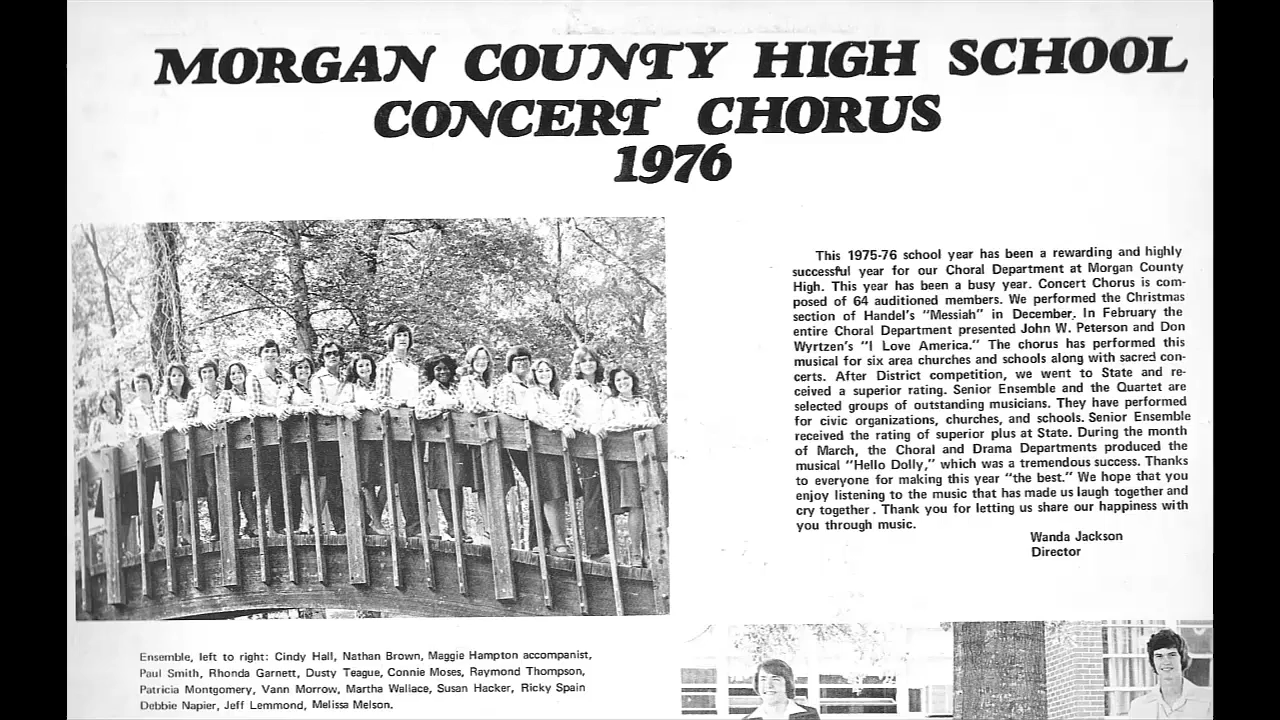 MORGAN COUNTY HIGH SCHOOL
CONCERT CHORUS
1976
This 1975-76 school year has been a rewarding and highly
successful year for our Choral Department at Morgan County
High. This year has been a busy year. Concert Chorus is com-
posed of 64 auditioned members. We performed the Christmas
section of Handel's "Messiah" in December. In February the
entire Choral Department presented John W. Peterson and Don
Wyrtzen's "I Love America." The chorus has performed this
musical for six area churches and schools along with sacred con-
certs. After District competition, we went to State and re-
ceived a superior rating. Senior Ensemble and the Quartet are
selected groups of outstanding musicians. They have performed
for civic organizations, churches, and schools. Senior Ensemble
received the rating of superior plus at State. During the month
of March, the Choral and Drama Departments produced the
musical "Hello Dolly," which was a tremendous success. Thanks
to everyone for making this year "the best." We hope that you
enjoy listening to the music that has made us laugh together and
cry together. Thank you for letting us share our happiness with
you through music.
Wanda Jackson
Director
Ensemble, left to right: Cindy Hall, Nathan Brown, Maggie Hampton accompanist,
Paul Smith, Rhonda Garnett, Dusty Teague, Connie Moses, Raymond Thompson,
Patricia Montgomery, Vann Morrow, Martha Wallace, Susan Hacker, Ricky Spain
Debbie Napier, Jeff Lemmond, Melissa Melson.